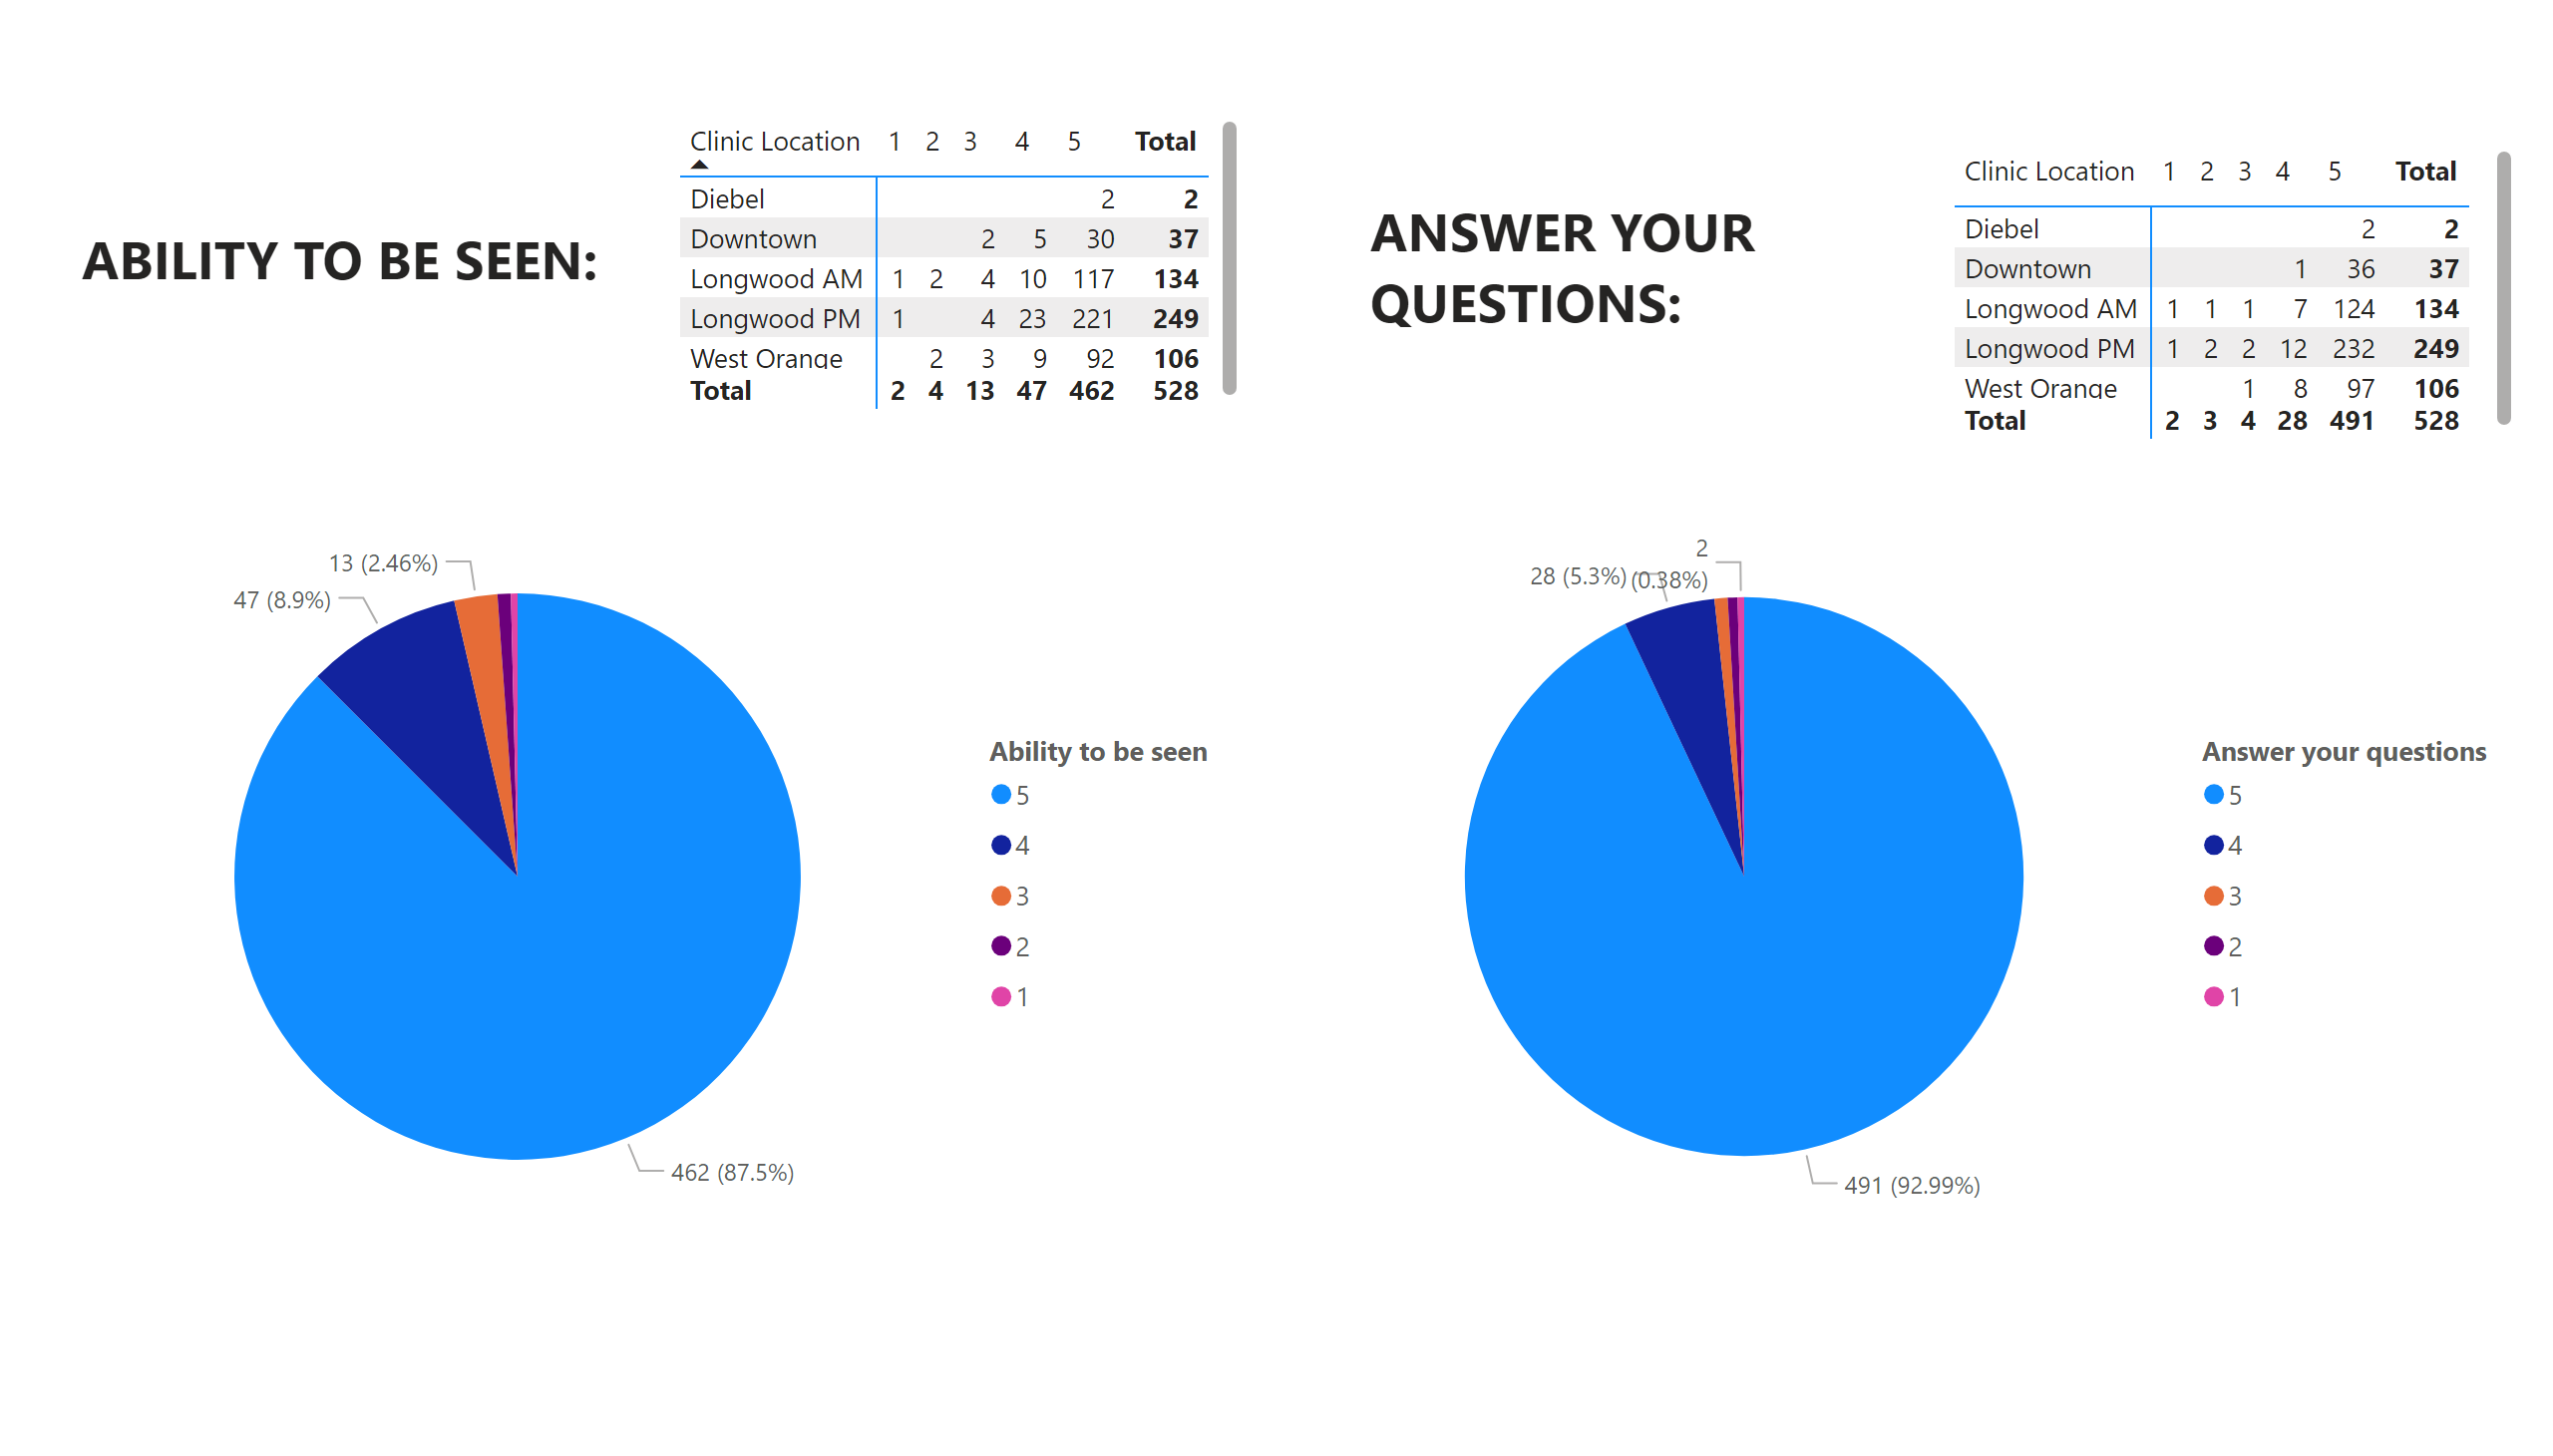 ABILITY TO BE SEEN:
Clinic Location 1 2 3 4 5 Total
Diebel 2 2
Downtown 2 5 30 37
Longwood AM 1 2 4 10 117 134
Longwood PM 1 4 23 221 249
West Orange 2 3 9 92 106
Total 2 4 13 47 462 528
13 (2.46%)
47 (8.9%)
462 (87.5%)
Ability to be seen
5
4
3
2
1
ANSWER YOUR
QUESTIONS:
Clinic Location 1 2 3 4 5 Total
Diebel 2 2
Downtown 1 36 37
Longwood AM 1 1 1 7 124 134
Longwood PM 1 2 2 12 232 249
West Orange 1 8 97 106
Total 2 3 4 28 491 528
2
(0.38%)
28 (5.3%)
491 (92.99%)
Answer your questions
5
4
3
2
1